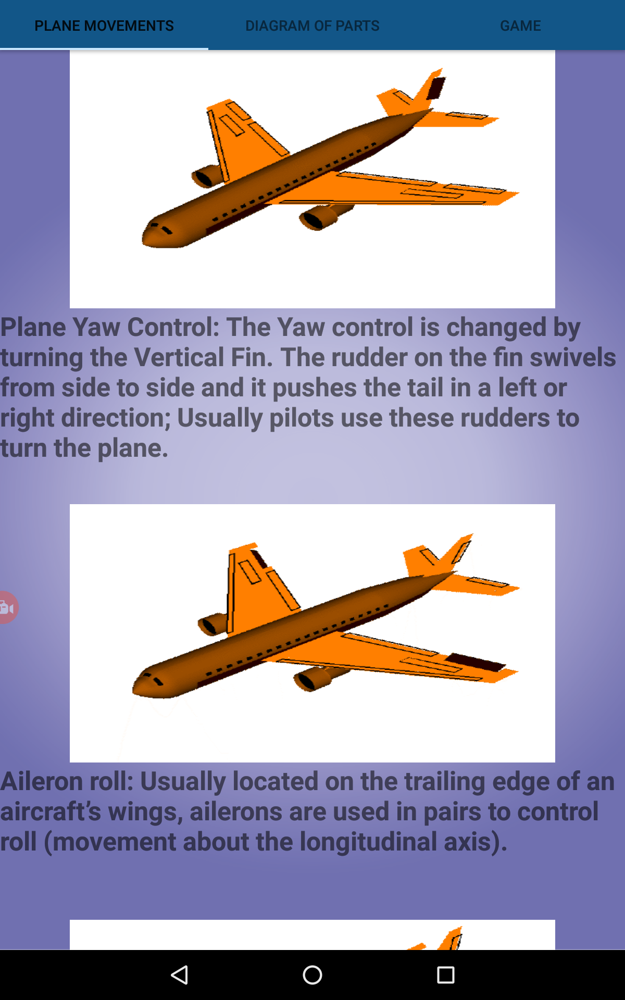 PLANE MOVEMENTS DIAGRAM OF PARTS GAME
Plane Yaw Control: The Yaw control is changed by
turning the Vertical Fin. The rudder on the fin swivels
from side to side and it pushes the tail in a left or
right direction; Usually pilots use these rudders to
turn the plane.
Aileron roll: Usually located on the trailing edge of an
aircraft’s wings, ailerons are used in pairs to control
roll (movement about the longitudinal axis).